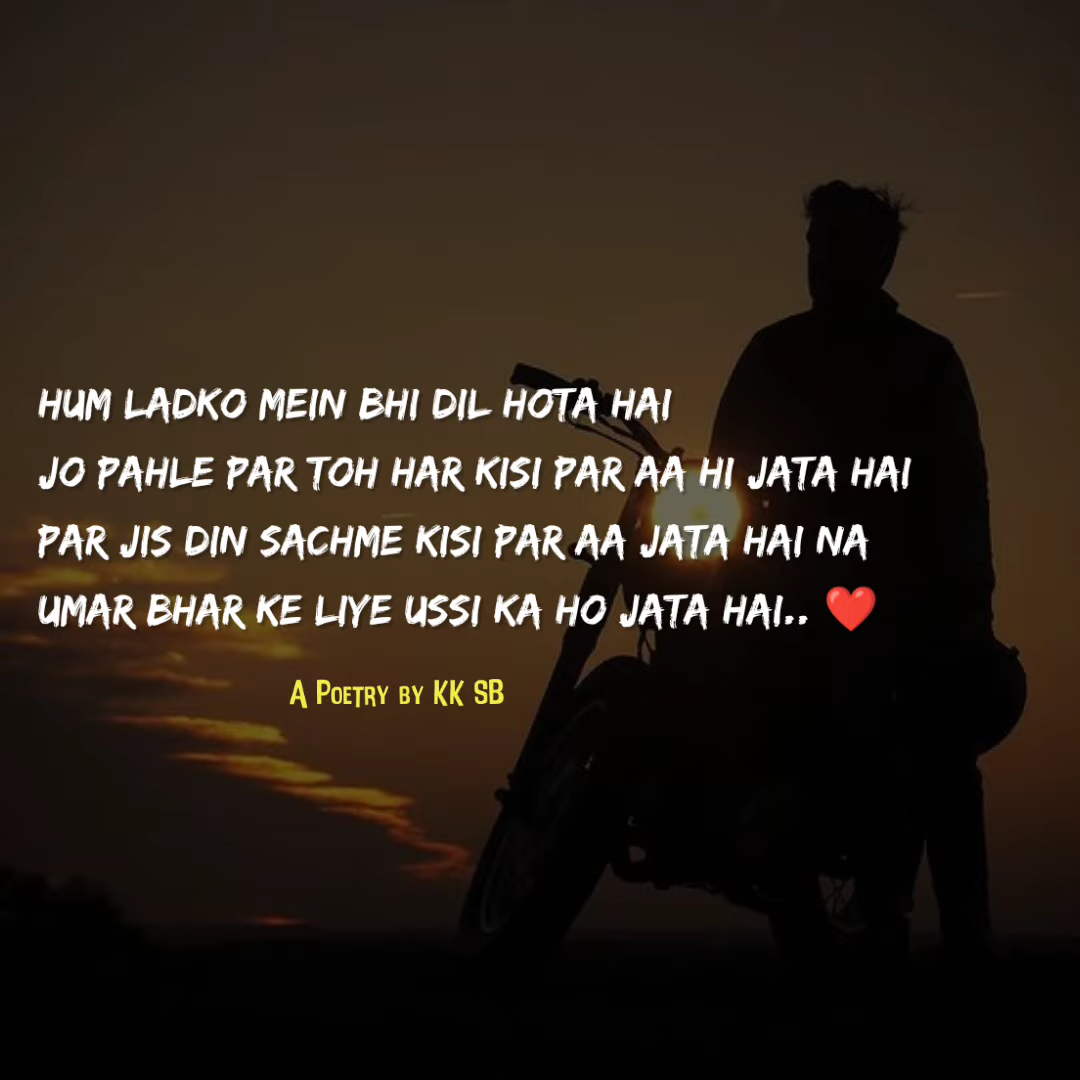 HUM LADKO MEIN BHI DIL HOTA HAI
JO PAHLE PAR TOH HAR KISI PAR AA HI JATA HAI
PAR JIS DIN SACHME KISI PAR AA JATA HAI NA
UMAR BHAR KE LIYE USSI KA HO JATA HAI.. ❤️
A POETRY BY KK SB